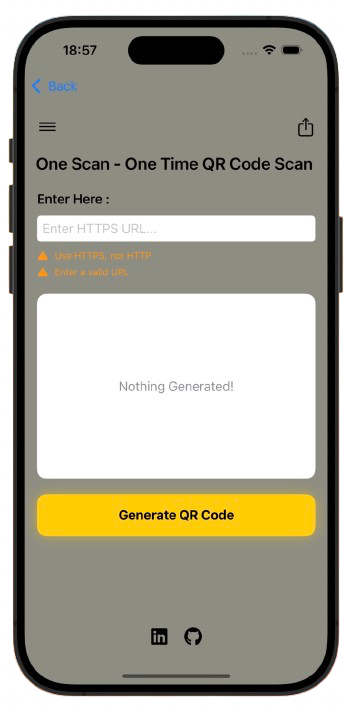 18:57
Back
One Scan - One Time QR Code Scan
Enter Here :
Enter HTTPS URL...
Use HTTPS, not HTTP
Enter a valid URL
Nothing Generated!
Generate QR Code
in